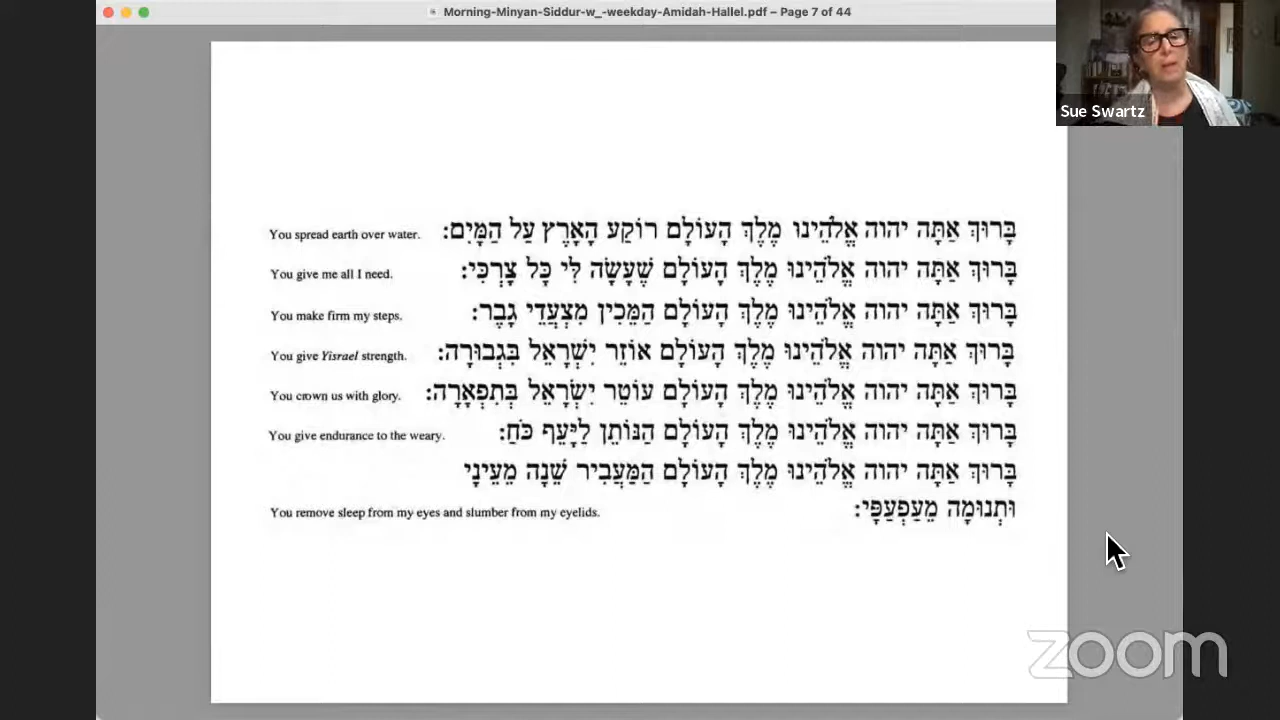 Morning-Minyan-Siddur-w_-weekday-Amidah-Hallel.pdf – Page 7 of 44
Sue Swartz
בָּרוּךְ אַתָּה יהוה אֱלֹהֵינוּ מֶלֶךְ הָעוֹלָם רוֹקַע הָאָרֶץ עַל הַמָּיִם: You spread earth over water.
בָּרוּךְ אַתָּה יהוה אֱלֹהֵינוּ מֶלֶךְ הָעוֹלָם שֶׁעָשָׂה לִּי כָּל צָרְכִּי: You give me all I need.
בָּרוּךְ אַתָּה יהוה אֱלֹהֵינוּ מֶלֶךְ הָעוֹלָם הַמֵּכִין מִצְעֲדֵי גָבֶר: You make firm my steps.
בָּרוּךְ אַתָּה יהוה אֱלֹהֵינוּ מֶלֶךְ הָעוֹלָם אוֹזֵר יִשְׂרָאֵל בִּגְבוּרָה: You give Yisrael strength.
בָּרוּךְ אַתָּה יהוה אֱלֹהֵינוּ מֶלֶךְ הָעוֹלָם עוֹטֵר יִשְׂרָאֵל בְּתִפְאָרָה: You crown us with glory.
בָּרוּךְ אַתָּה יהוה אֱלֹהֵינוּ מֶלֶךְ הָעוֹלָם הַנּוֹתֵן לַיָּעֵף כֹּחַ: You give endurance to the weary.
בָּרוּךְ אַתָּה יהוה אֱלֹהֵינוּ מֶלֶךְ הָעוֹלָם הַמַּעֲבִיר שֵׁנָה מֵעֵינָי
וּתְנוּמָה מֵעַפְעַפָּי: You remove sleep from my eyes and slumber from my eyelids.
zoom